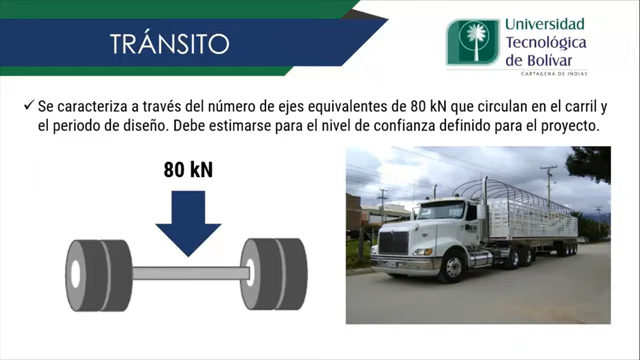 TRÁNSITO
Universidad
Tecnológica
de Bolívar
CARTAGENA DE INDIAS
✓ Se caracteriza a través del número de ejes equivalentes de 80 kN que circulan en el carril y
el periodo de diseño. Debe estimarse para el nivel de confianza definido para el proyecto.
80 kN